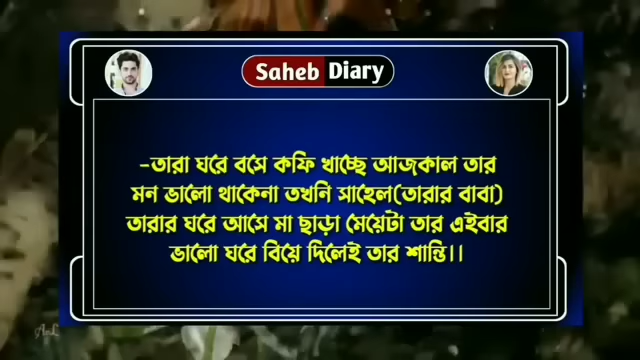 Saheb Diary
-তারা ঘরে বসে কফি খাচ্ছে আজকাল তার
মন ভালো থাকেনা তখনি সাহেল(তারার বাবা)
তারার ঘরে আসে মা ছাড়া মেয়েটা তার এইবার
ভালো ঘরে বিয়ে দিলেই তার শান্তি।।